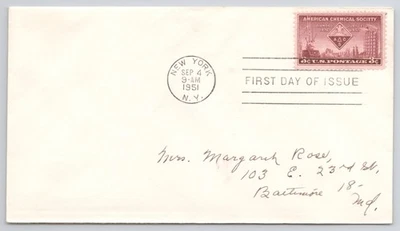 AMERICAN CHEMICAL SOCIETY
3¢ U.S. POSTAGE 3¢
NEW YORK
SEP 4
9-AM
1951
N.Y.
FIRST DAY OF ISSUE
Mrs. Margaret Rose,
103 E. 23rd St,
Baltimore 18-
Md.